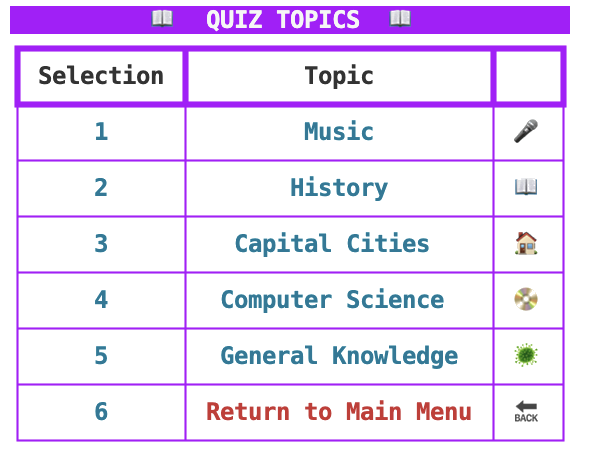 QUIZ TOPICS
Selection Topic
1 Music
2 History
3 Capital Cities
4 Computer Science
5 General Knowledge
6 Return to Main Menu BACK